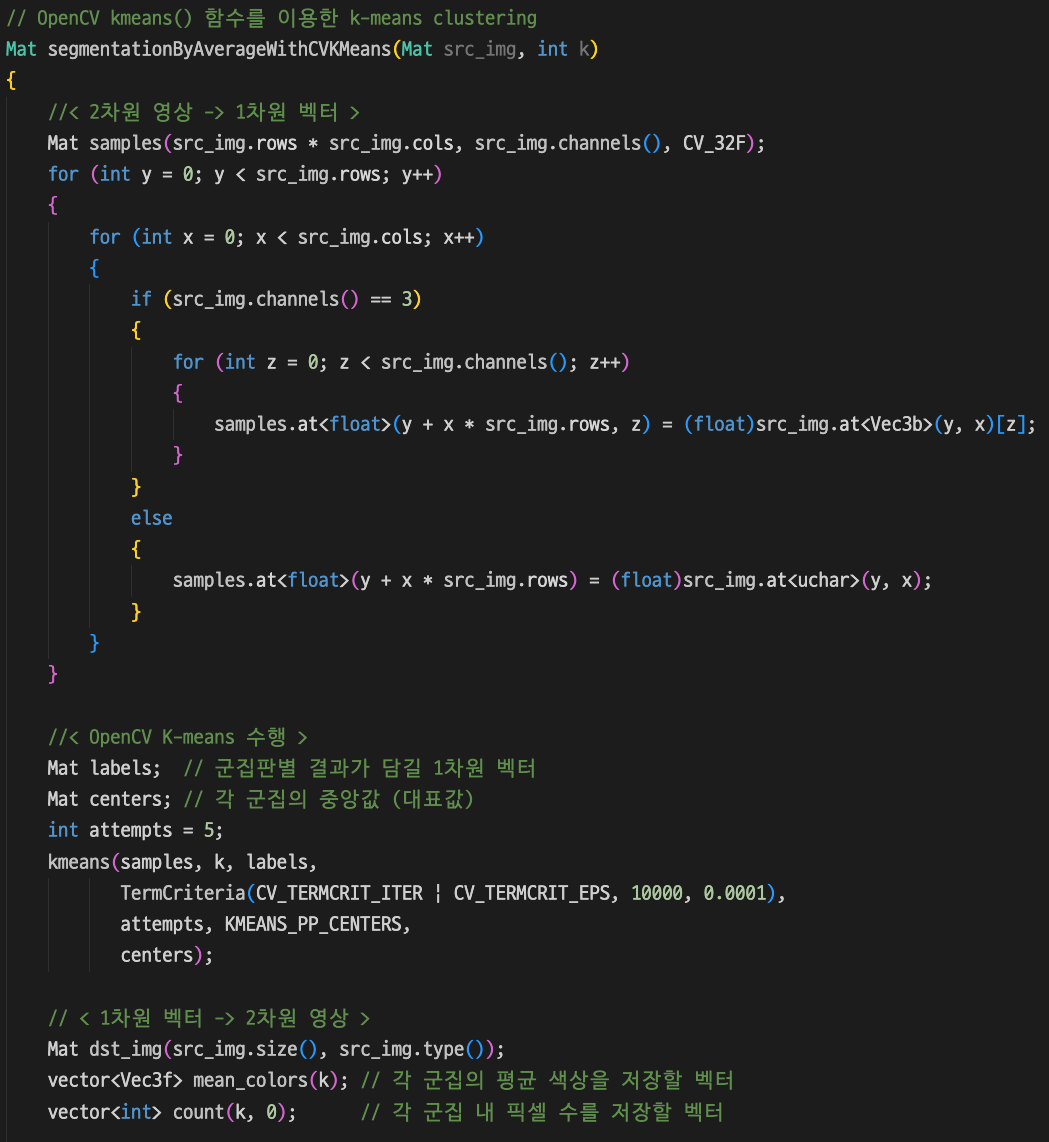 // OpenCV kmeans() 함수를 이용한 k-means clustering
Mat segmentationByAverageWithCVKMeans(Mat src_img, int k)
{
    //< 2차원 영상 -> 1차원 벡터 >
    Mat samples(src_img.rows * src_img.cols, src_img.channels(), CV_32F);
    for (int y = 0; y < src_img.rows; y++)
    {
        for (int x = 0; x < src_img.cols; x++)
        {
            if (src_img.channels() == 3)
            {
                for (int z = 0; z < src_img.channels(); z++)
                {
                    samples.at<float>(y + x * src_img.rows, z) = (float)src_img.at<Vec3b>(y, x)[z];
                }
            }
            else
            {
                samples.at<float>(y + x * src_img.rows) = (float)src_img.at<uchar>(y, x);
            }
        }
    }

    //< OpenCV K-means 수행 >
    Mat labels;  // 군집판별 결과가 담길 1차원 벡터
    Mat centers; // 각 군집의 중앙값 (대표값)
    int attempts = 5;
    kmeans(samples, k, labels,
           TermCriteria(CV_TERMCRIT_ITER | CV_TERMCRIT_EPS, 10000, 0.0001),
           attempts, KMEANS_PP_CENTERS,
           centers);

    // < 1차원 벡터 -> 2차원 영상 >
    Mat dst_img(src_img.size(), src_img.type());
    vector<Vec3f> mean_colors(k); // 각 군집의 평균 색상을 저장할 벡터
    vector<int> count(k, 0);      // 각 군집 내 픽셀 수를 저장할 벡터